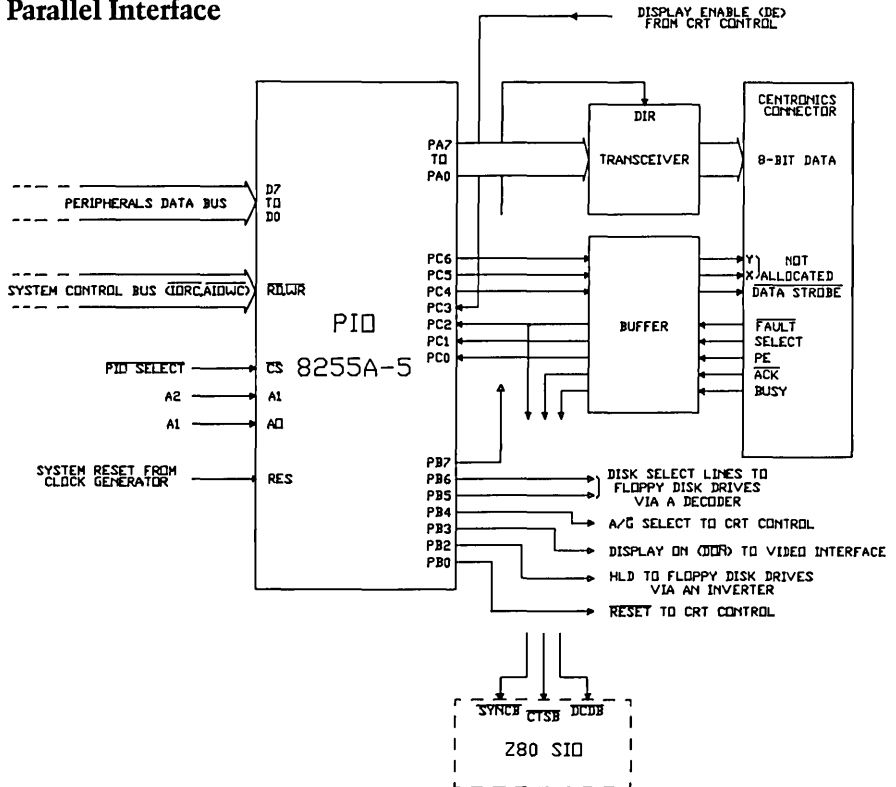 Parallel Interface
DISPLAY ENABLE (DE)
FROM CRT CONTROL
CENTRONICS
CONNECTOR
DIR
PA7
TO
PA0
TRANSCEIVER
8-BIT DATA
D7
TO
D0
PERIPHERALS DATA BUS
PC6
PC5
PC4
PC3
PC2
PC1
PC0
Y
X
NOT
ALLOCATED
DATA STROBE
SYSTEM CONTROL BUS (IORC,AIOWC)
RD,WR
PIO
8255A-5
BUFFER
FAULT
SELECT
PE
ACK
BUSY
PIO SELECT
CS
A2
A1
A1
A0
SYSTEM RESET FROM
CLOCK GENERATOR
RES
PB7
PB6
PB5
PB4
PB3
PB2
PB0
DISK SELECT LINES TO
FLOPPY DISK DRIVES
VIA A DECODER
A/G SELECT TO CRT CONTROL
DISPLAY ON (DON) TO VIDEO INTERFACE
HLD TO FLOPPY DISK DRIVES
VIA AN INVERTER
RESET TO CRT CONTROL
SYNCB
CTSB
DCDB
Z80 SIO